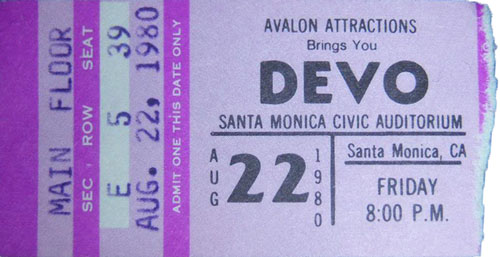 MAIN FLOOR
SEC. ROW SEAT
E 5 39
AUG. 22, 1980
ADMIT ONE THIS DATE ONLY
AVALON ATTRACTIONS
Brings You
DEVO
SANTA MONICA CIVIC AUDITORIUM
AUG 22 1980
Santa Monica, CA
FRIDAY
8:00 P.M.